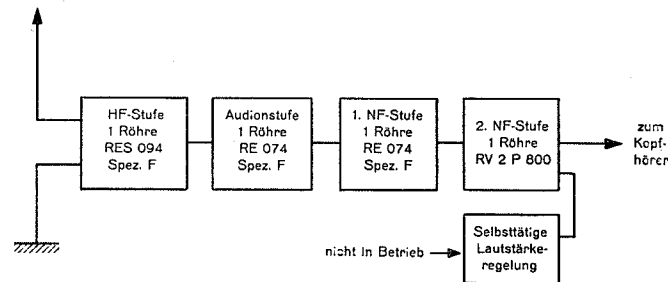 HF-Stufe
1 Röhre
RES 094
Spez. F
Audionstufe
1 Röhre
RE 074
Spez. F
1. NF-Stufe
1 Röhre
RE 074
Spez. F
2. NF-Stufe
1 Röhre
RV 2 P 800
zum
Kopf-
hörer
nicht In Betrieb
Selbsttätige
Lautstärke-
regelung